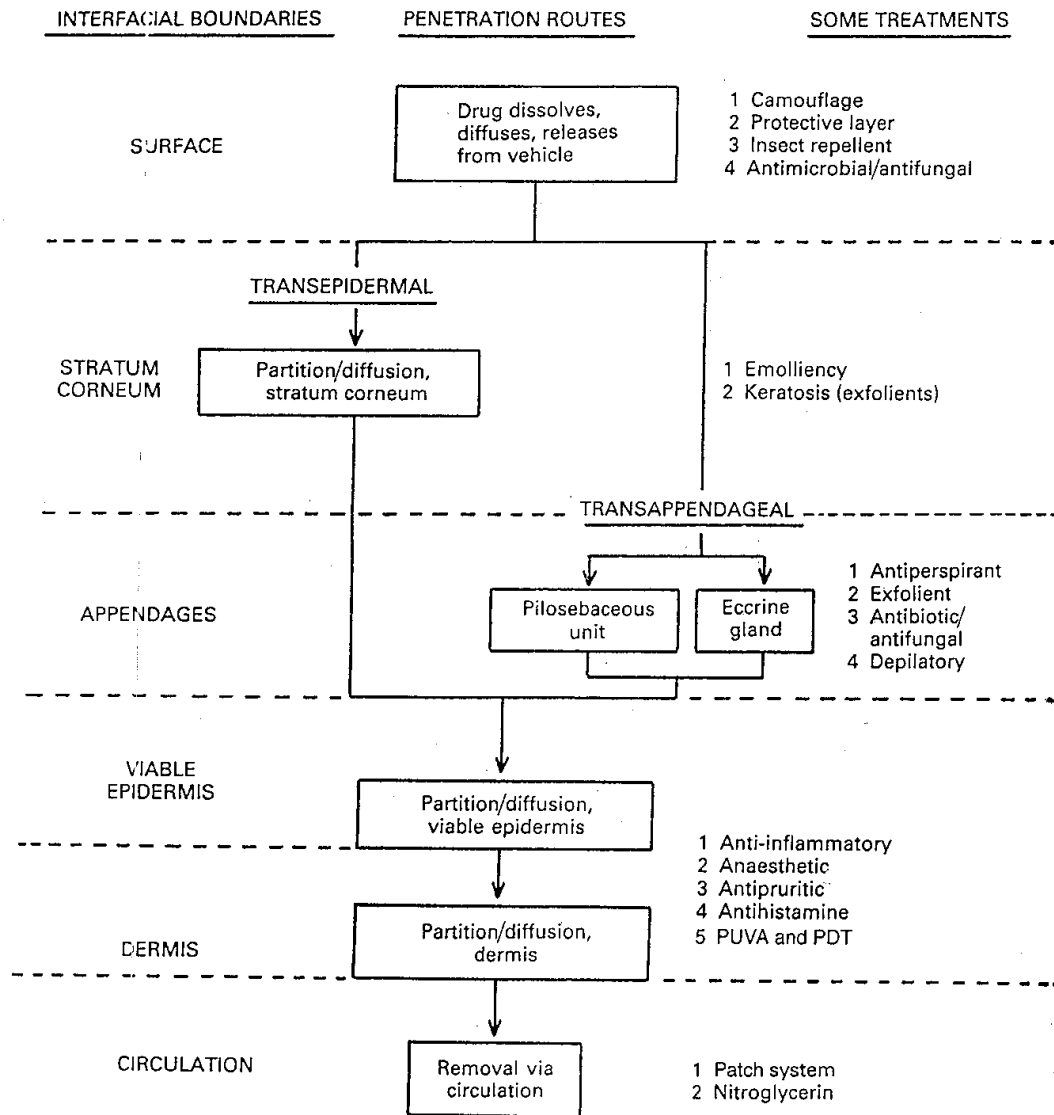 INTERFACIAL BOUNDARIES
PENETRATION ROUTES
SOME TREATMENTS
SURFACE
Drug dissolves,
diffuses, releases
from vehicle
1 Camouflage
2 Protective layer
3 Insect repellent
4 Antimicrobial/antifungal
TRANSEPIDERMAL
STRATUM
CORNEUM
Partition/diffusion,
stratum corneum
1 Emolliency
2 Keratosis (exfolients)
TRANSAPPENDAGEAL
APPENDAGES
Pilosebaceous
unit
Eccrine
gland
1 Antiperspirant
2 Exfolient
3 Antibiotic/
antifungal
4 Depilatory
VIABLE
EPIDERMIS
Partition/diffusion,
viable epidermis
DERMIS
Partition/diffusion,
dermis
1 Anti-inflammatory
2 Anaesthetic
3 Antipruritic
4 Antihistamine
5 PUVA and PDT
CIRCULATION
Removal via
circulation
1 Patch system
2 Nitroglycerin